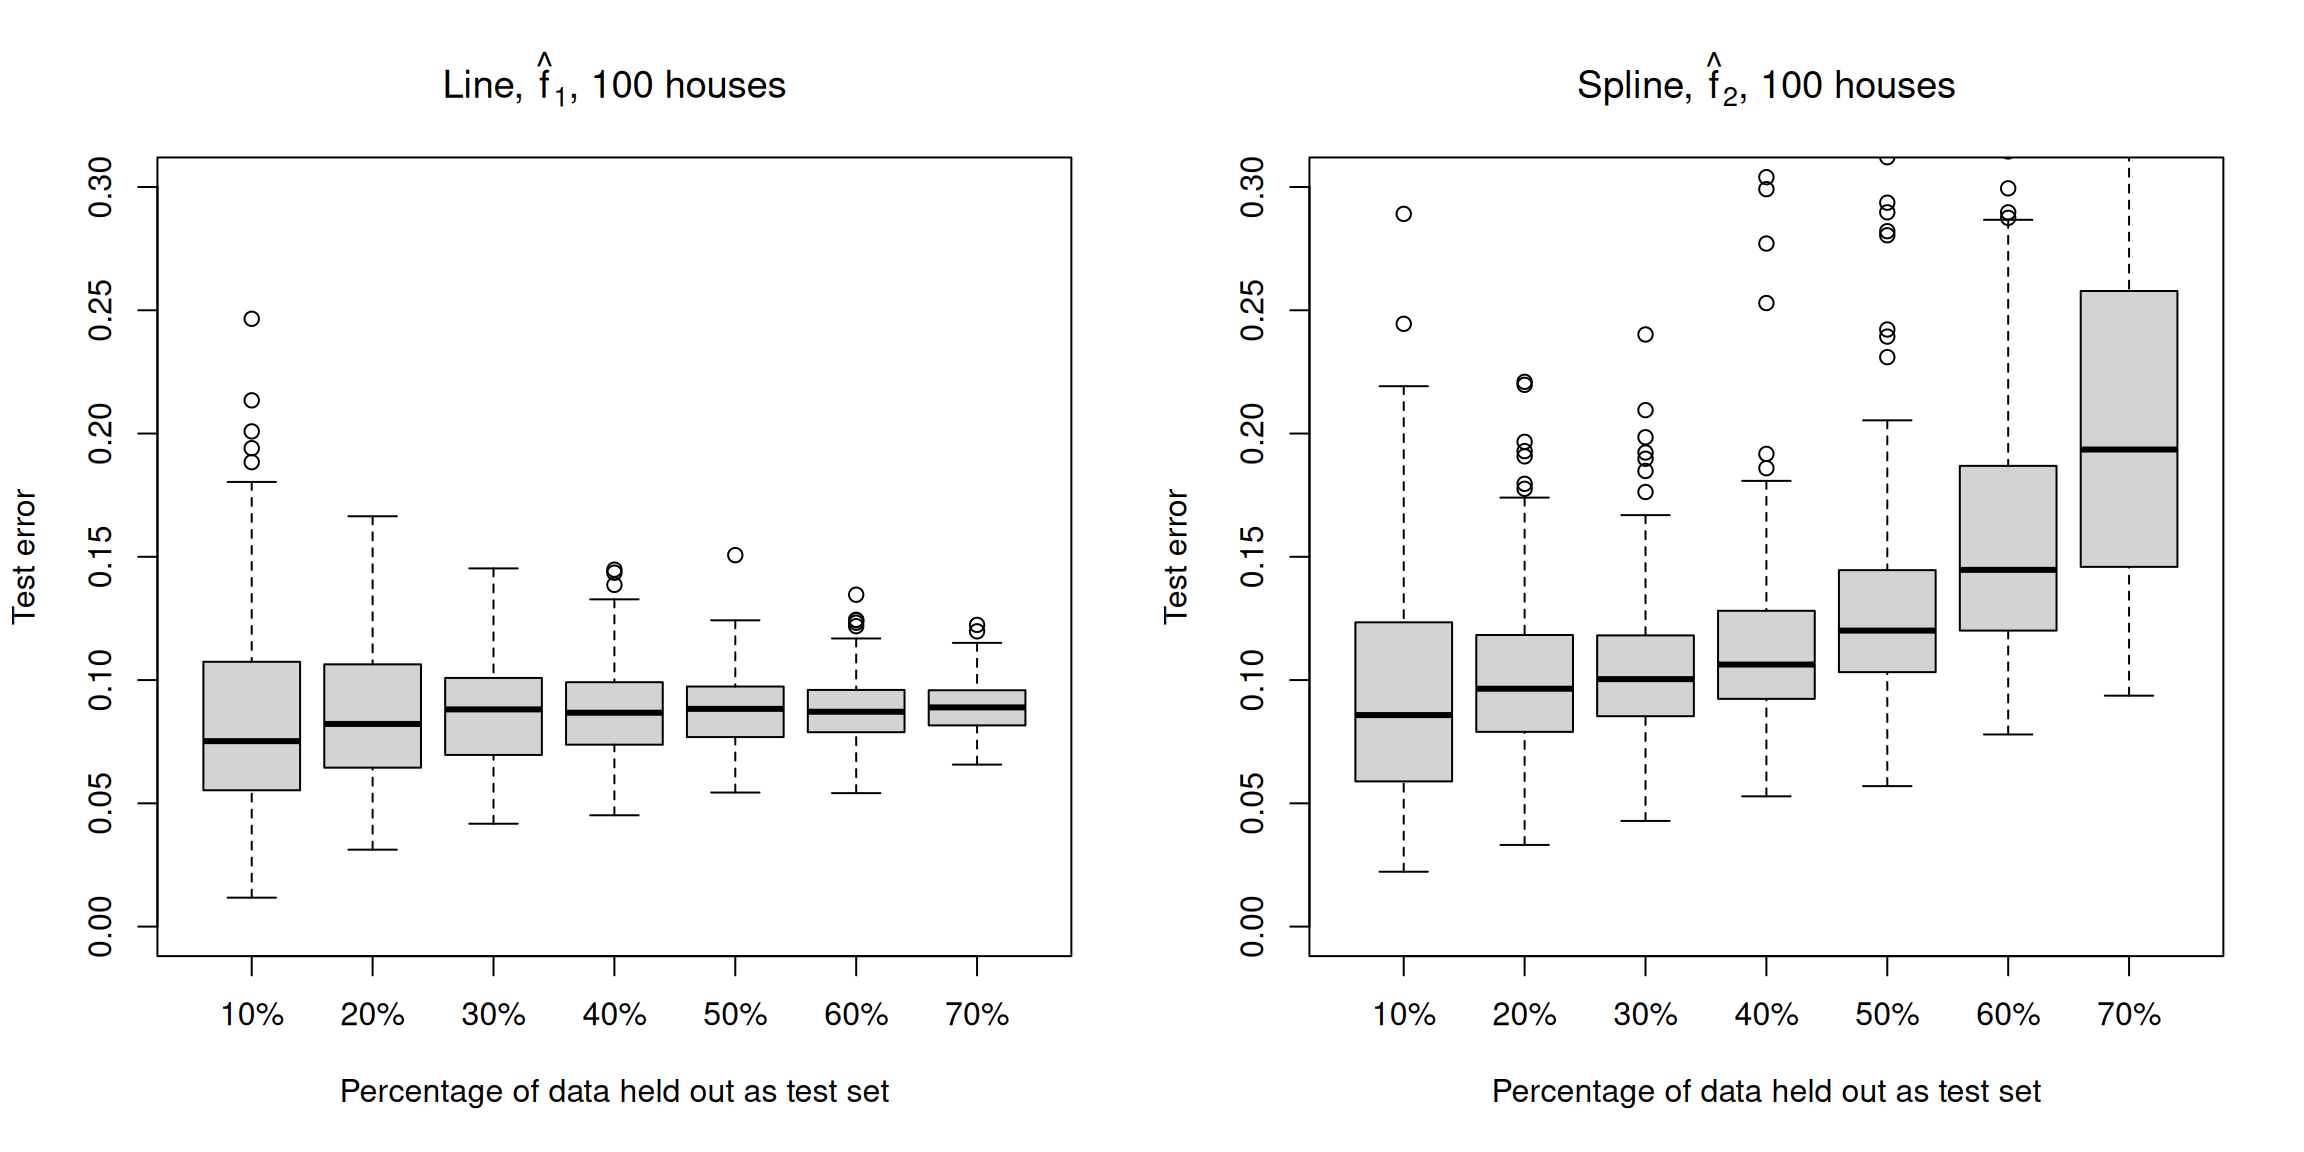 Line, f̂₁, 100 houses
0.30
0.25
0.20
0.15
0.10
0.05
0.00
Test error
10% 20% 30% 40% 50% 60% 70%
Percentage of data held out as test set
Spline, f̂₂, 100 houses
0.30
0.25
0.20
0.15
0.10
0.05
0.00
Test error
10% 20% 30% 40% 50% 60% 70%
Percentage of data held out as test set